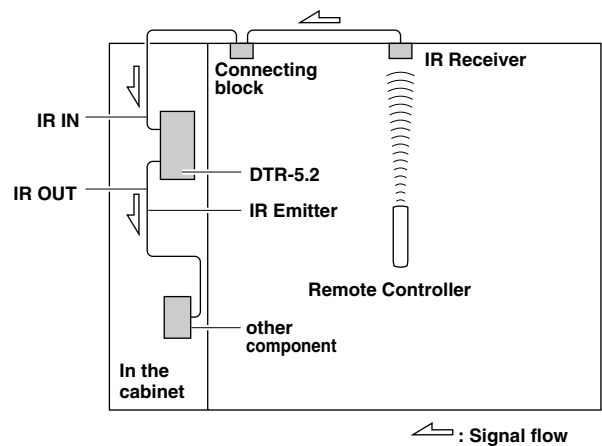 Connecting
block
IR Receiver
IR IN
DTR-5.2
IR OUT
IR Emitter
Remote Controller
other
component
In the
cabinet
: Signal flow